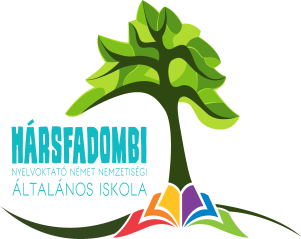 HÁRSFADOMBI
NYELVOKTATÓ NÉMET NEMZETISÉGI
ÁLTALÁNOS ISKOLA